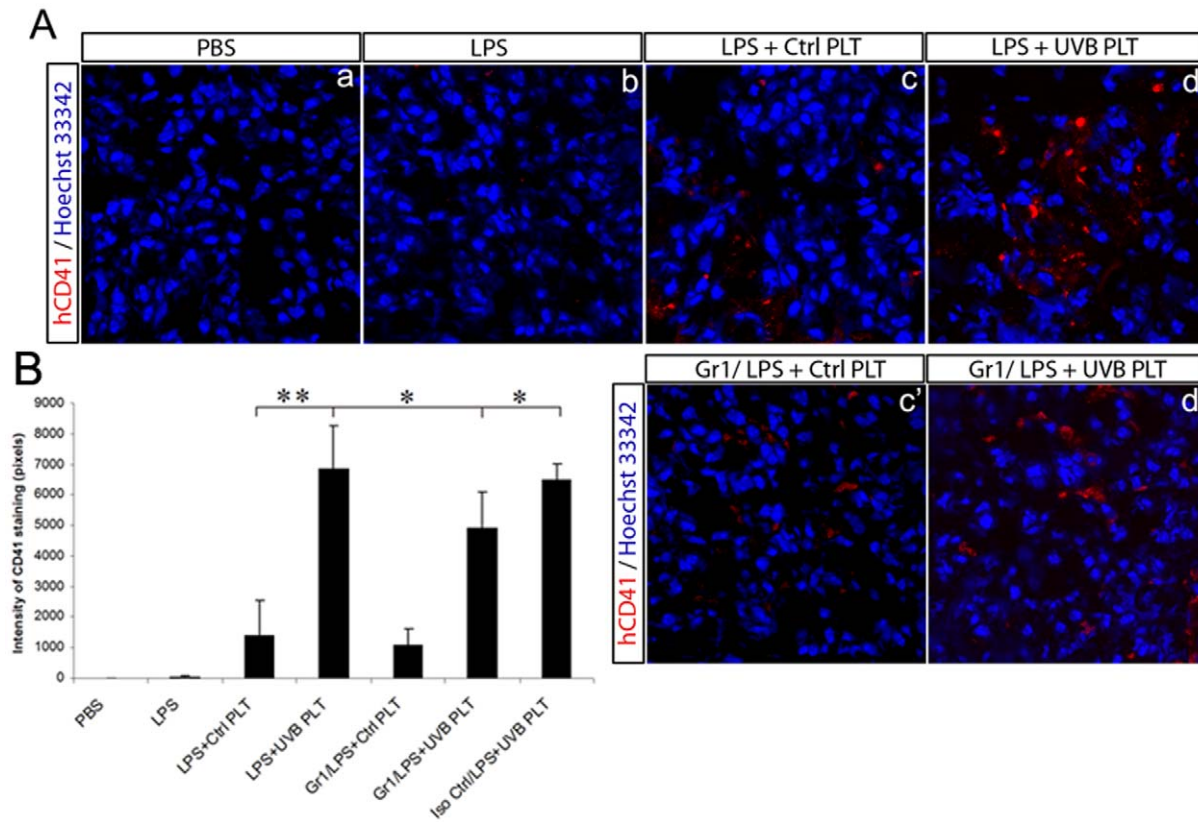 A
PBS
LPS
LPS + Ctrl PLT
LPS + UVB PLT
hCD41 / Hoechst 33342
a
b
c
d
B
Gr1/ LPS + Ctrl PLT
Gr1/ LPS + UVB PLT
hCD41 / Hoechst 33342
c'
d
Intensity of CD41 staining (pixels)
9000
8000
7000
6000
5000
4000
3000
2000
1000
0
** * *
PBS
LPS
LPS+Ctrl PLT
LPS+UVB PLT
Gr1/LPS+Ctrl PLT
Gr1/LPS+UVB PLT
Iso Ctrl/LPS+UVB PLT